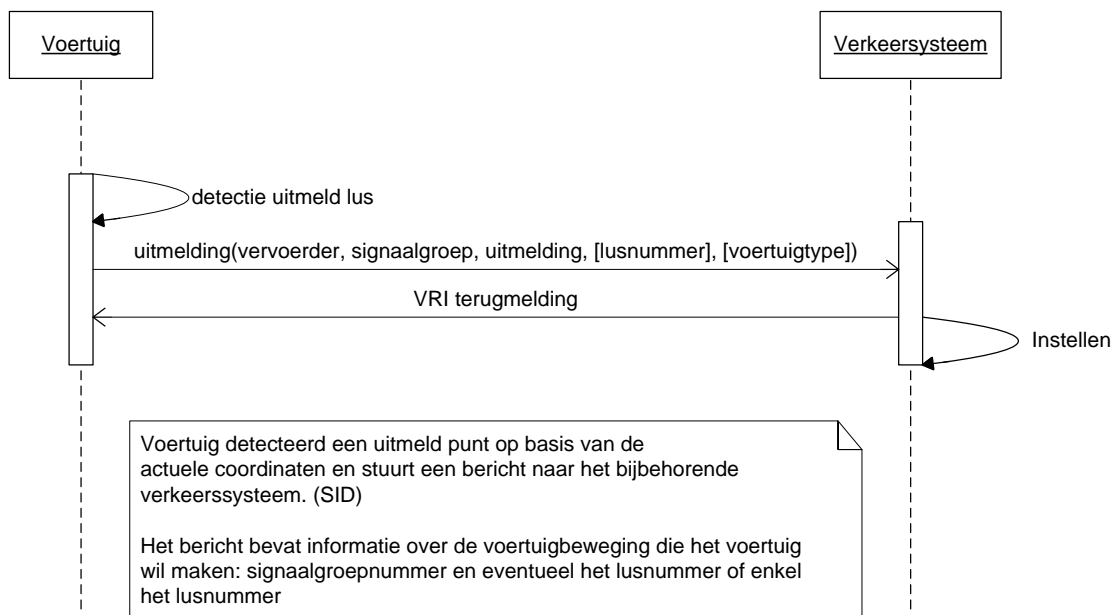 Voertuig
Verkeersysteem
detectie uitmeld lus
uitmelding(vervoerder, signaalgroep, uitmelding, [lusnummer], [voertuigtype])
VRI terugmelding
Instellen
Voertuig detecteerd een uitmeld punt op basis van de
actuele coordinaten en stuurt een bericht naar het bijbehorende
verkeerssysteem. (SID)
Het bericht bevat informatie over de voertuigbeweging die het voertuig
wil maken: signaalgroepnummer en eventueel het lusnummer of enkel
het lusnummer